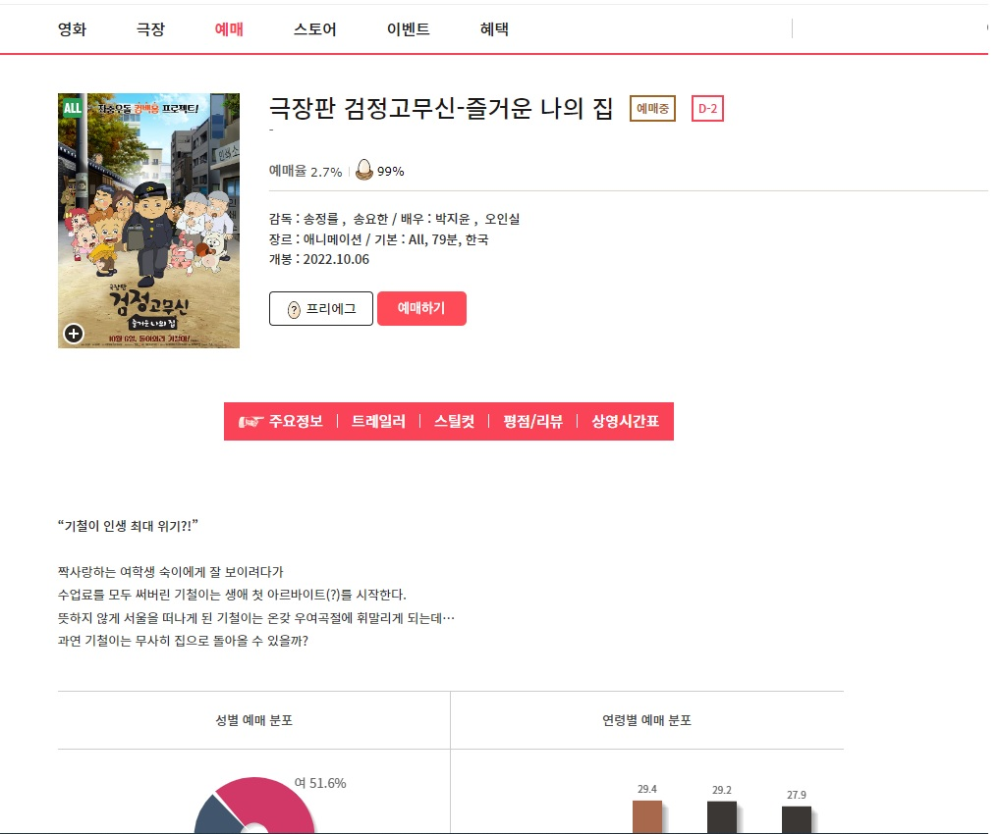 영화 극장 예매 스토어 이벤트 혜택
ALL
컴백홈 프로젝트!
극장판
검정고무신
즐거운 나의 집
10월 6일, 돌아와라 기철아!
극장판 검정고무신-즐거운 나의 집 예매중 D-2
-
예매율 2.7% 99%
감독 : 송정률 , 송요한 / 배우 : 박지윤 , 오인실
장르 : 애니메이션 / 기본 : All, 79분, 한국
개봉 : 2022.10.06
? 프리에그 예매하기
주요정보 트레일러 스틸컷 평점/리뷰 상영시간표
“기철이 인생 최대 위기?!”
짝사랑하는 여학생 숙이에게 잘 보이려다가
수업료를 모두 써버린 기철이는 생애 첫 아르바이트(?)를 시작한다.
뜻하지 않게 서울을 떠나게 된 기철이는 온갖 우여곡절에 휘말리게 되는데…
과연 기철이는 무사히 집으로 돌아올 수 있을까?
성별 예매 분포 연령별 예매 분포
여 51.6%
29.4 29.2 27.9